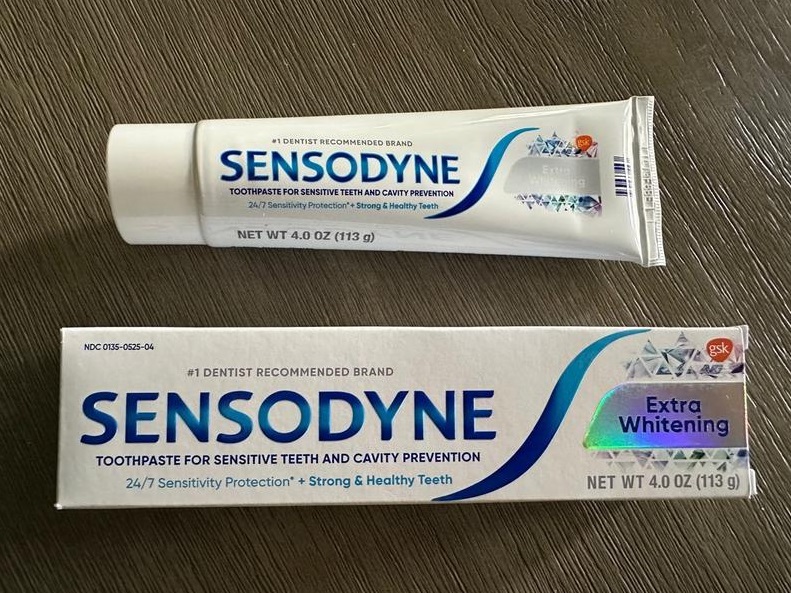 #1 DENTIST RECOMMENDED BRAND
SENSODYNE
TOOTHPASTE FOR SENSITIVE TEETH AND CAVITY PREVENTION
24/7 Sensitivity Protection* + Strong & Healthy Teeth
NET WT 4.0 OZ (113 g)
gsk
Extra
Whitening
NDC 0135-0525-04
#1 DENTIST RECOMMENDED BRAND
SENSODYNE
TOOTHPASTE FOR SENSITIVE TEETH AND CAVITY PREVENTION
24/7 Sensitivity Protection* + Strong & Healthy Teeth
gsk
Extra
Whitening
NET WT 4.0 OZ (113 g)